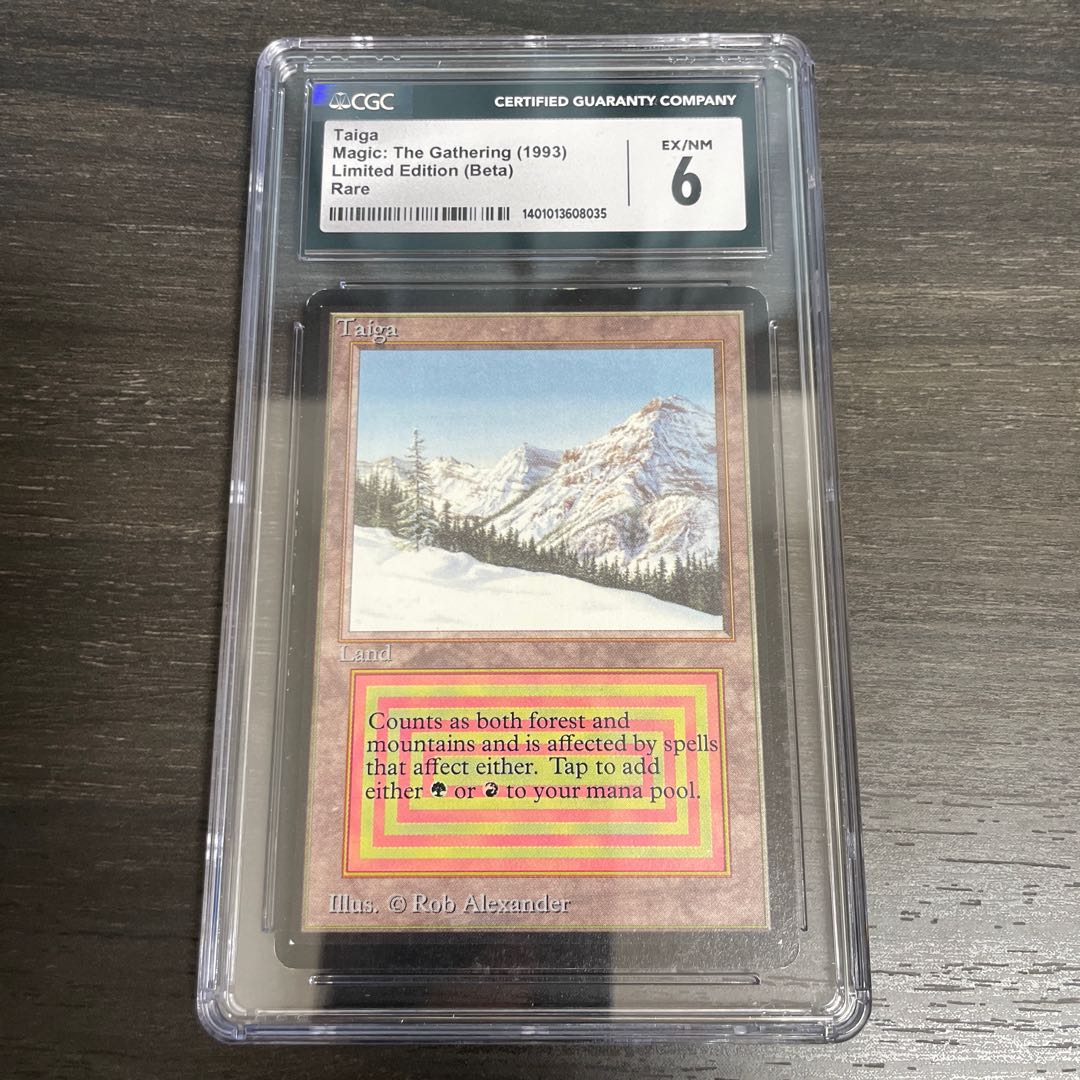 CGC
CERTIFIED GUARANTY COMPANY
Taiga
Magic: The Gathering (1993)
Limited Edition (Beta)
Rare
EX/NM
6
1401013608035
Taiga
Land
Counts as both forest and
mountains and is affected by spells
that affect either. Tap to add
either or to your mana pool.
Illus. © Rob Alexander